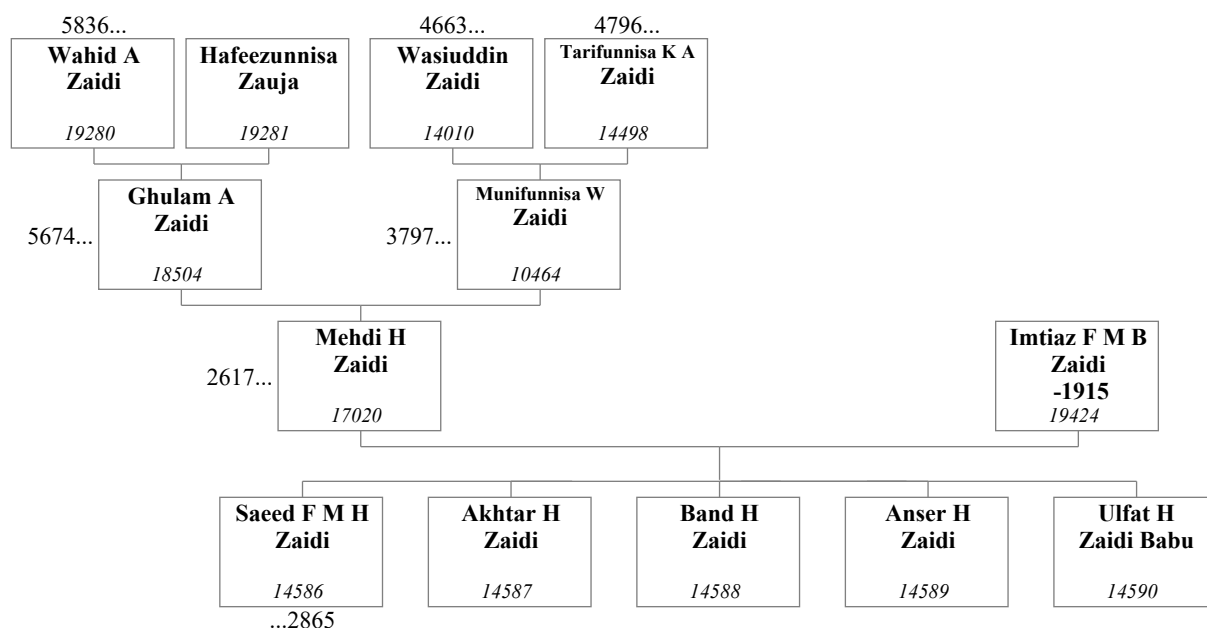 5836...
4663...
4796...
Wahid A
Zaidi
19280
Hafeezunnisa
Zauja
19281
Wasiuddin
Zaidi
14010
Tarifunnisa K A
Zaidi
14498
5674...
Ghulam A
Zaidi
18504
3797...
Munifunnisa W
Zaidi
10464
2617...
Mehdi H
Zaidi
17020
Imtiaz F M B
Zaidi
-1915
19424
Saeed F M H
Zaidi
14586
...2865
Akhtar H
Zaidi
14587
Band H
Zaidi
14588
Anser H
Zaidi
14589
Ulfat H
Zaidi Babu
14590